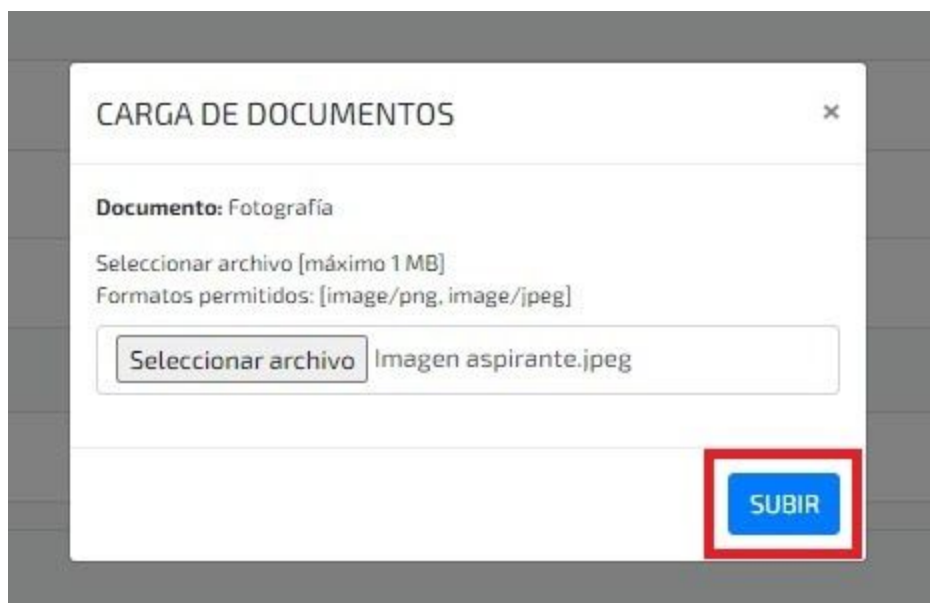 CARGA DE DOCUMENTOS ×
Documento: Fotografía
Seleccionar archivo [máximo 1 MB]
Formatos permitidos: [image/png, image/jpeg]
Seleccionar archivo Imagen aspirante.jpeg
SUBIR